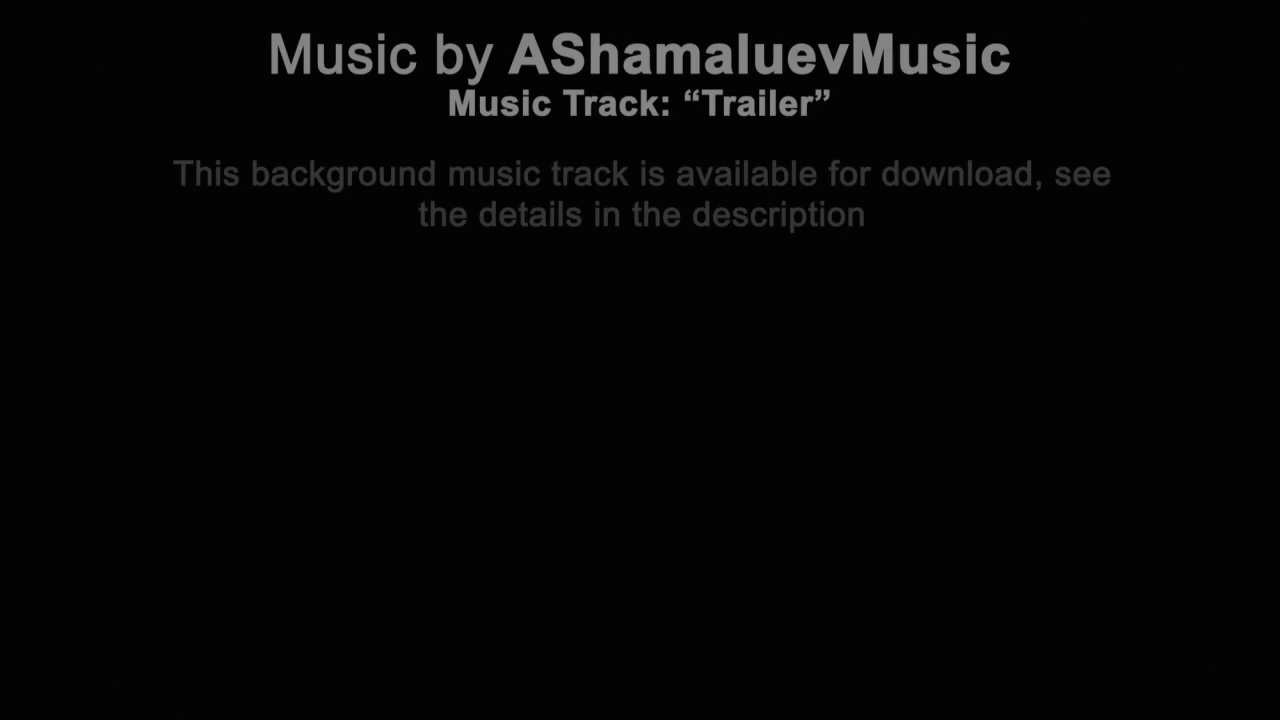 Music by AShamaluevMusic
Music Track: “Trailer”
This background music track is available for download, see
the details in the description